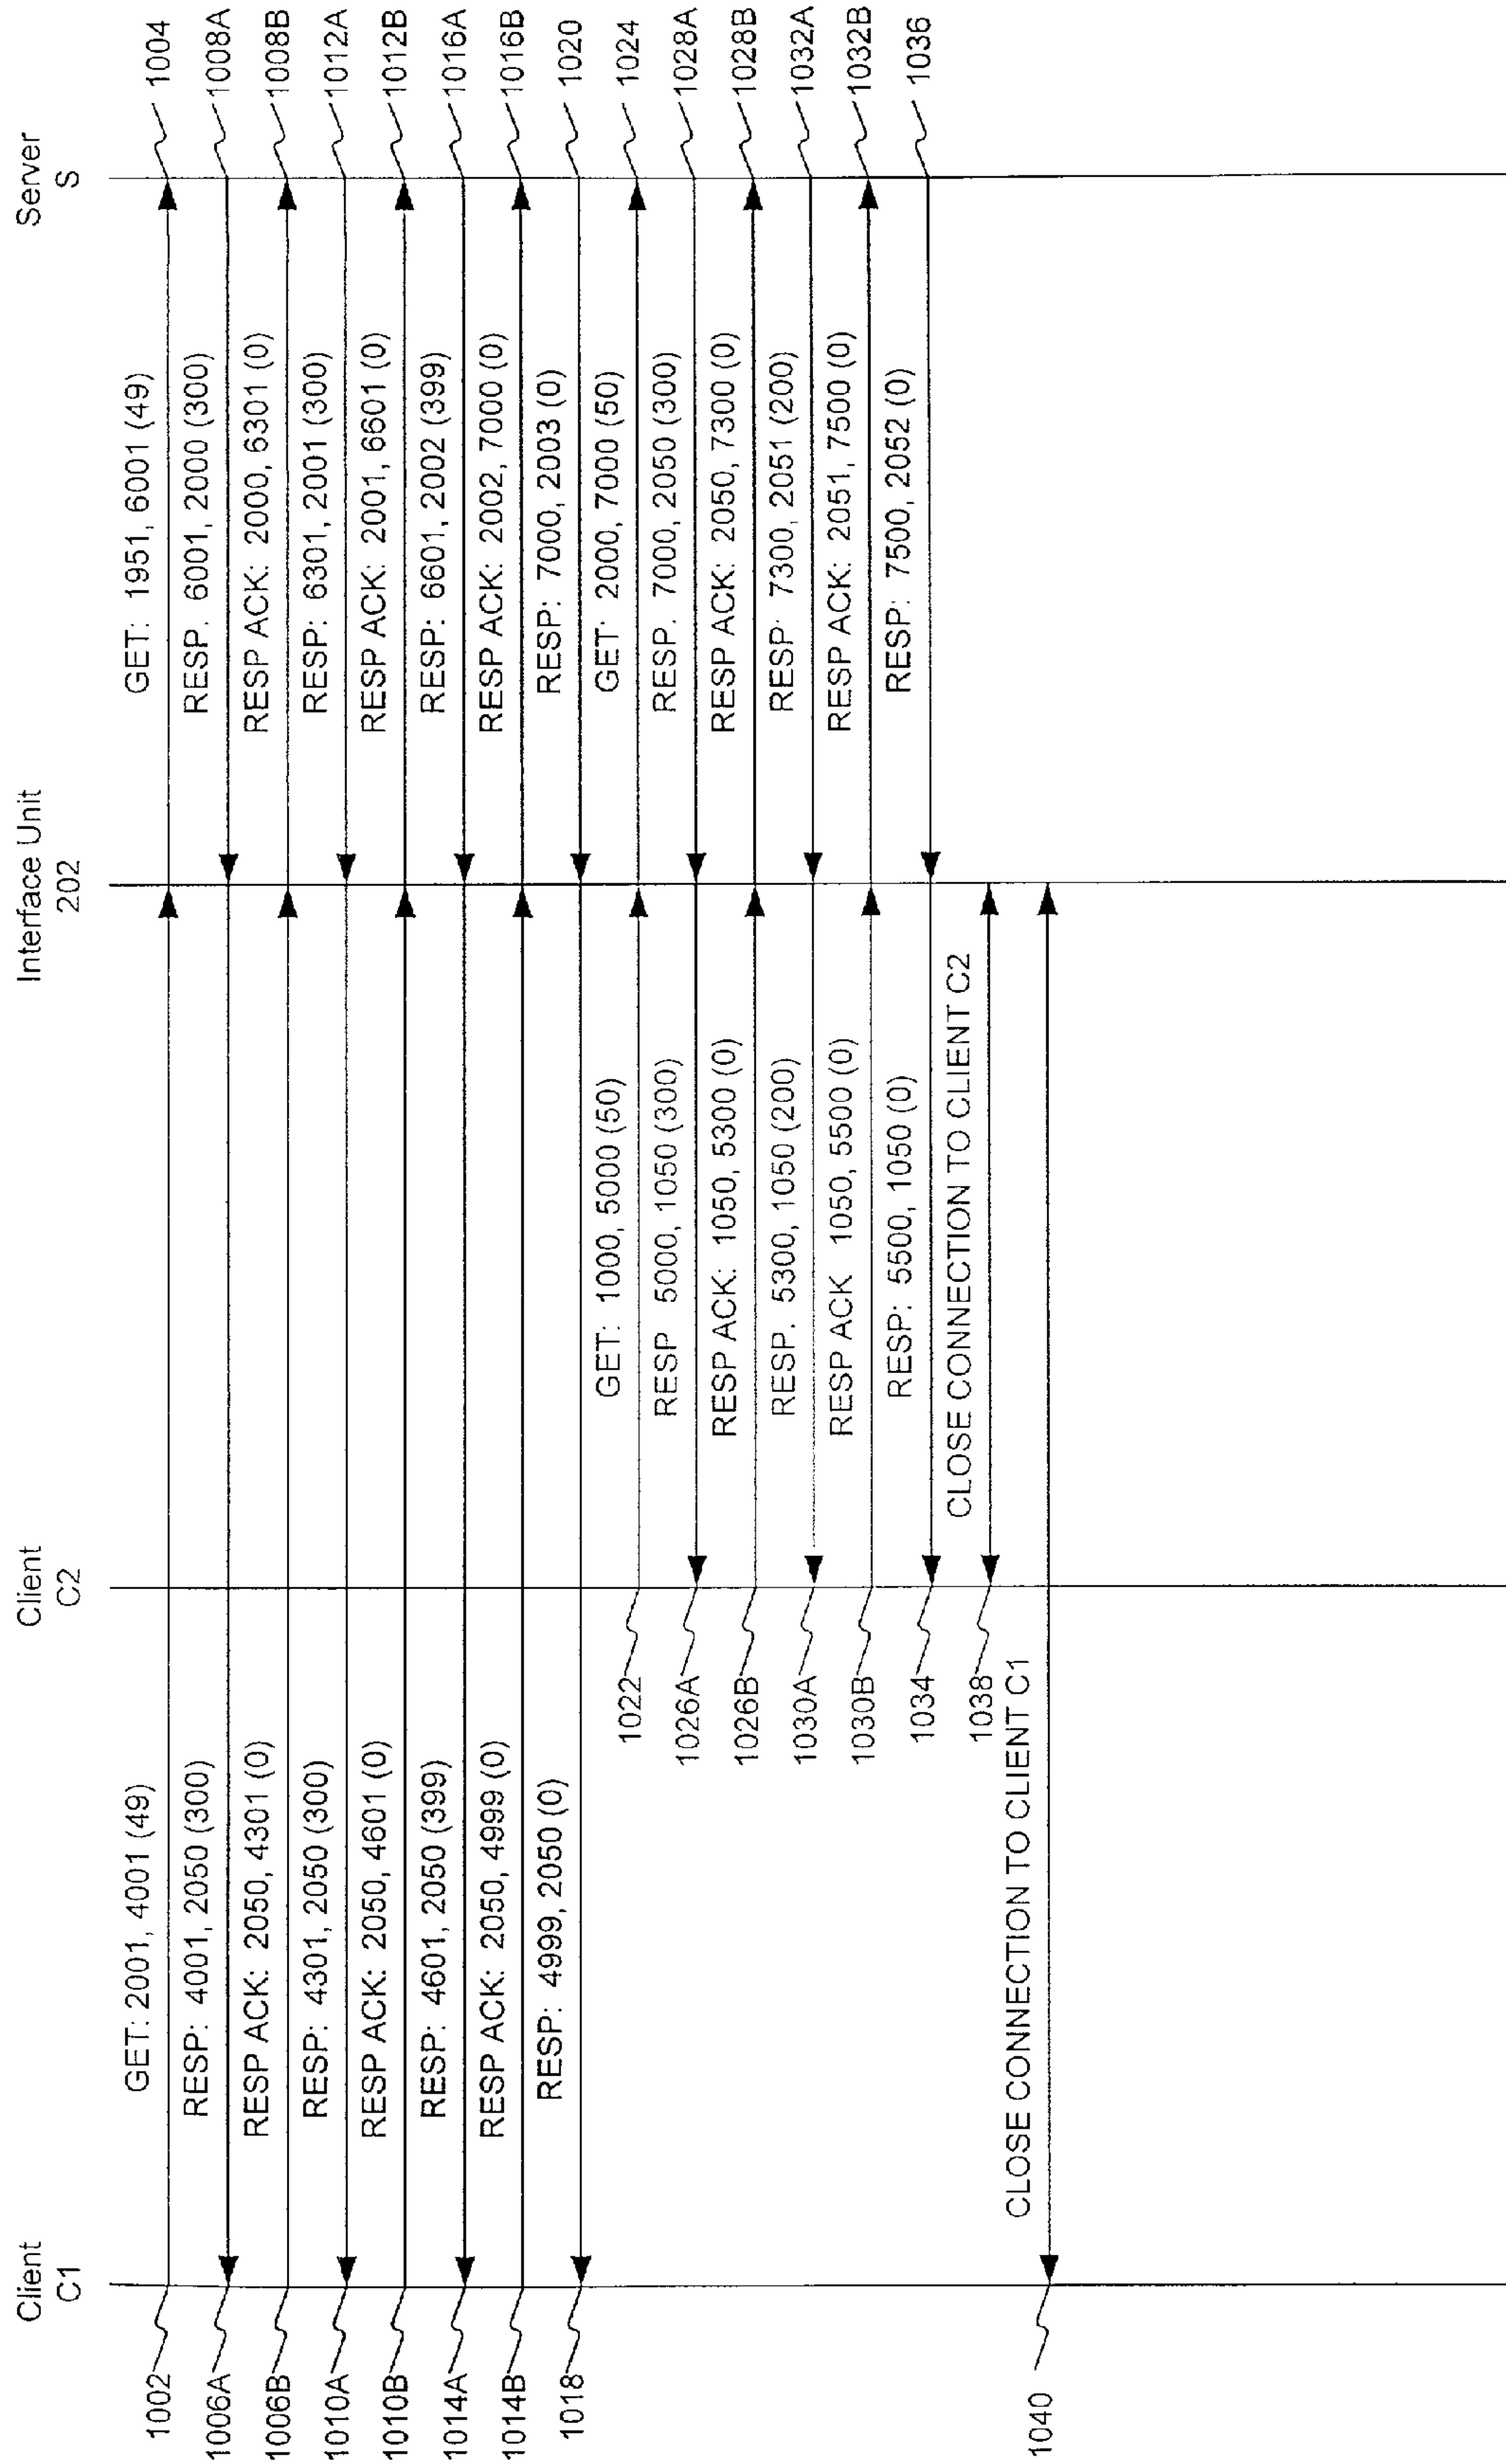 Client
C1
Client
C2
Interface Unit
202
Server
S
1002
GET: 2001, 4001 (49)
GET: 1951, 6001 (49)
1004
1006A
RESP: 4001, 2050 (300)
RESP. 6001, 2000 (300)
1008A
1006B
RESP ACK: 2050, 4301 (0)
RESP ACK: 2000, 6301 (0)
1008B
1010A
RESP: 4301, 2050 (300)
RESP: 6301, 2001 (300)
1012A
1010B
RESP ACK: 2050, 4601 (0)
RESP ACK: 2001, 6601 (0)
1012B
1014A
RESP: 4601, 2050 (399)
RESP: 6601, 2002 (399)
1016A
1014B
RESP ACK: 2050, 4999 (0)
RESP ACK: 2002, 7000 (0)
1016B
1018
RESP: 4999, 2050 (0)
RESP: 7000, 2003 (0)
1020
1022
GET: 1000, 5000 (50)
GET: 2000, 7000 (50)
1024
1026A
RESP 5000, 1050 (300)
RESP. 7000, 2050 (300)
1028A
1026B
RESP ACK: 1050, 5300 (0)
RESP ACK: 2050, 7300 (0)
1028B
1030A
RESP. 5300, 1050 (200)
RESP: 7300, 2051 (200)
1032A
1030B
RESP ACK 1050, 5500 (0)
RESP ACK: 2051, 7500 (0)
1032B
1034
RESP: 5500, 1050 (0)
RESP: 7500, 2052 (0)
1036
1038
CLOSE CONNECTION TO CLIENT C2
1040
CLOSE CONNECTION TO CLIENT C1